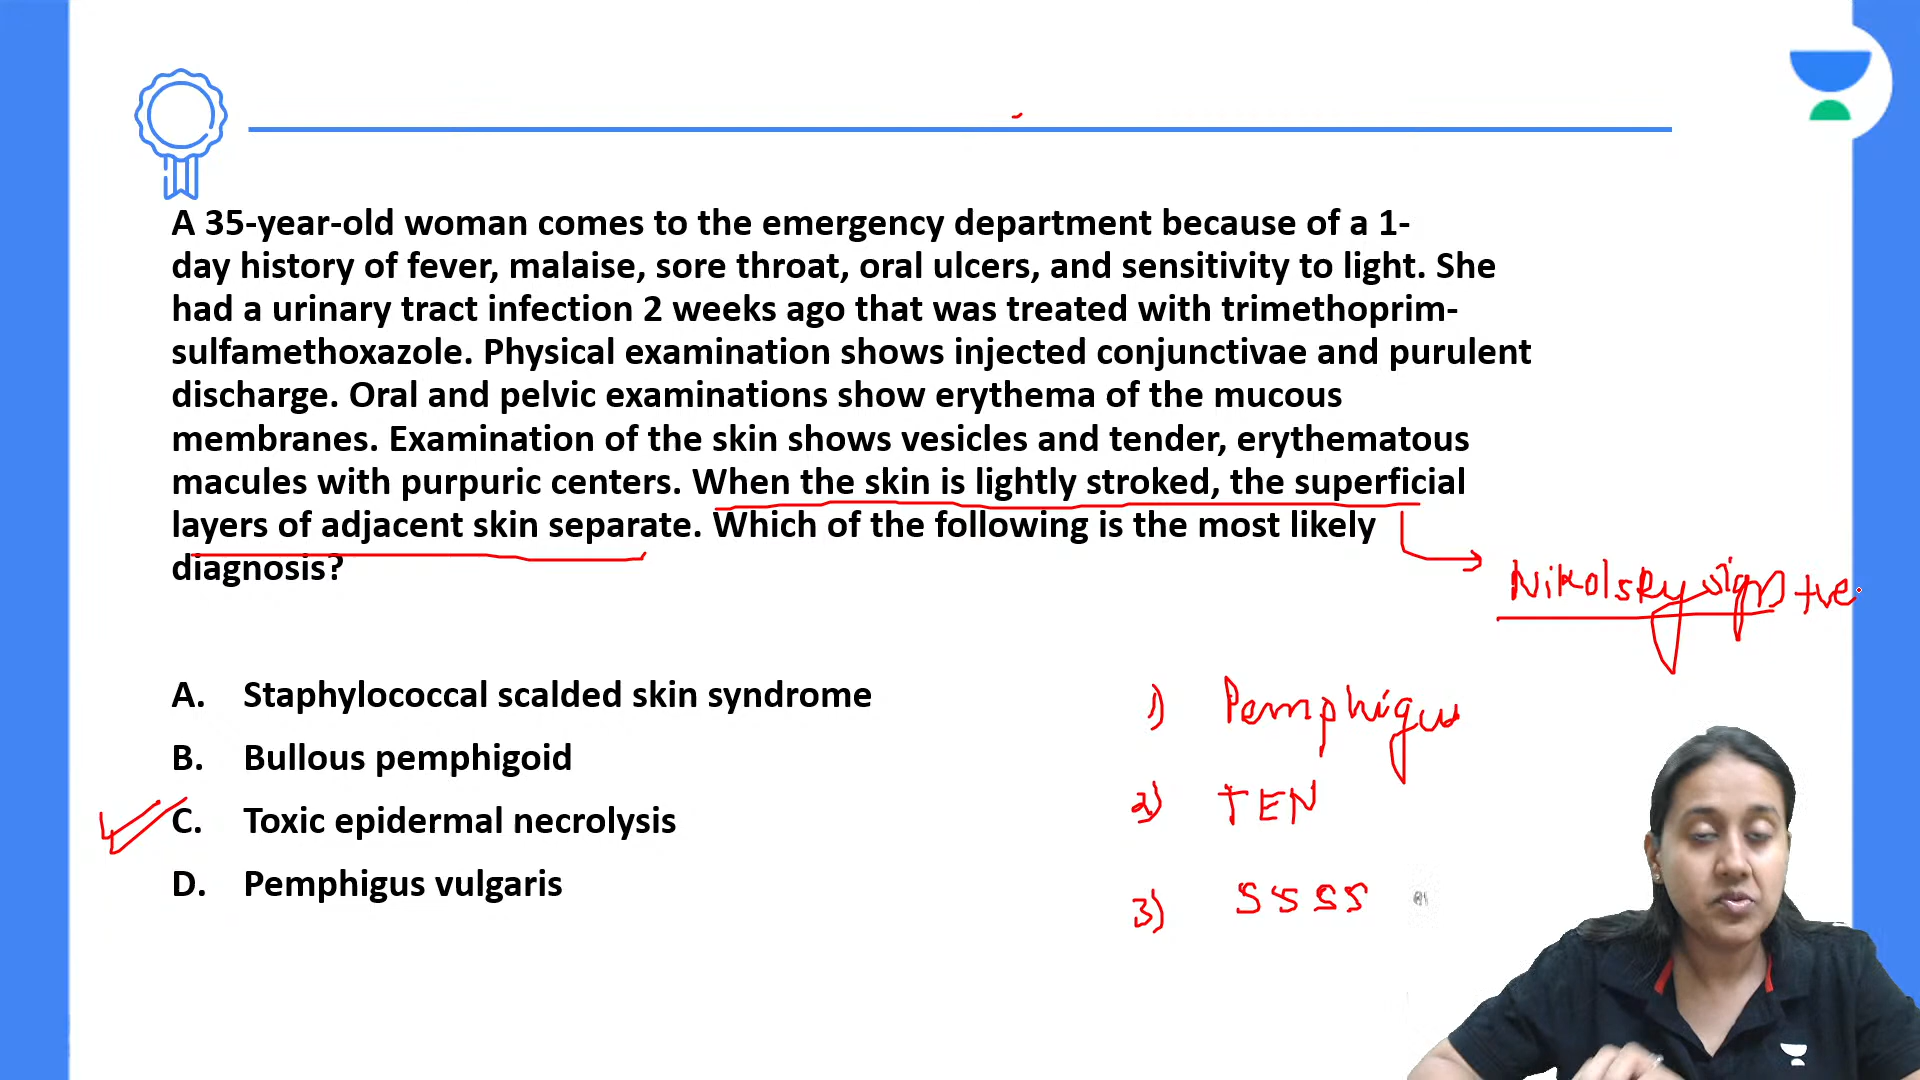 A 35-year-old woman comes to the emergency department because of a 1-
day history of fever, malaise, sore throat, oral ulcers, and sensitivity to light. She
had a urinary tract infection 2 weeks ago that was treated with trimethoprim-
sulfamethoxazole. Physical examination shows injected conjunctivae and purulent
discharge. Oral and pelvic examinations show erythema of the mucous
membranes. Examination of the skin shows vesicles and tender, erythematous
macules with purpuric centers. When the skin is lightly stroked, the superficial
layers of adjacent skin separate. Which of the following is the most likely
diagnosis?
Nikolsky sign +ve
A. Staphylococcal scalded skin syndrome
B. Bullous pemphigoid
C. Toxic epidermal necrolysis
D. Pemphigus vulgaris
1) Pemphigus
2) TEN
3) SSSS